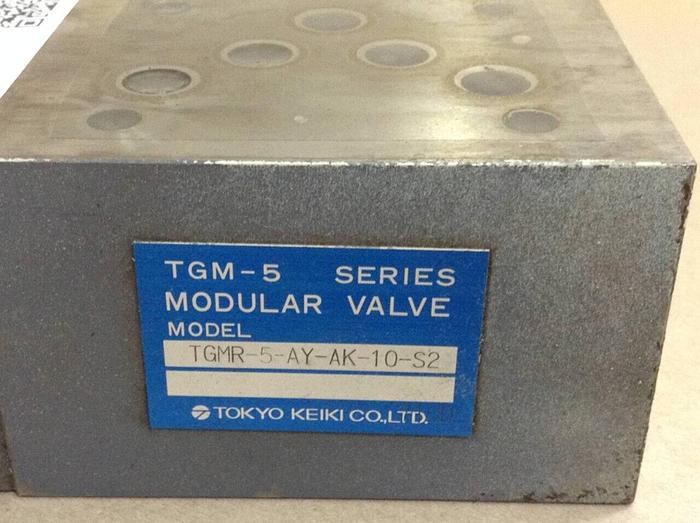 TGM-5 SERIES
MODULAR VALVE
MODEL
TGMR-5-AY-AK-10-S2
TOKYO KEIKI CO.,LTD.